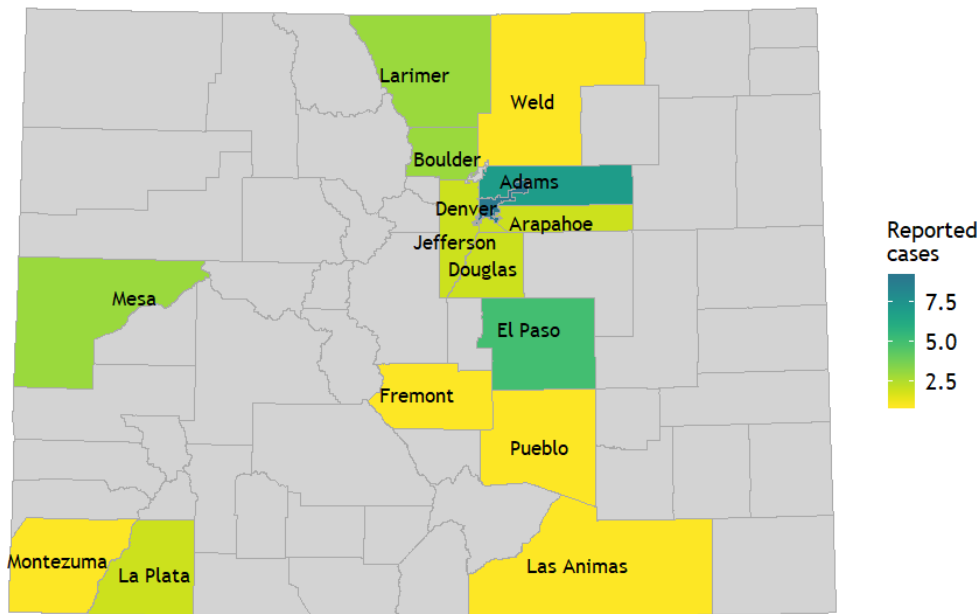 Larimer
Weld
Boulder
Adams
Denver
Arapahoe
Jefferson
Douglas
Mesa
El Paso
Fremont
Pueblo
Montezuma
La Plata
Las Animas
Reported
cases
7.5
5.0
2.5